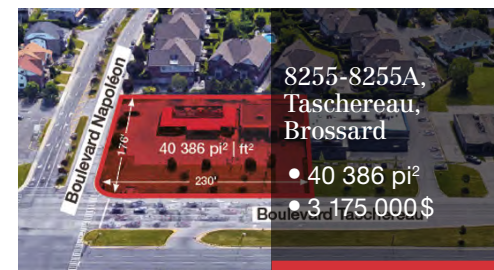 Boulevard Napoléon
176'
40 386 pi² | ft²
230'
Boulevard Taschereau
8255-8255A,
Taschereau,
Brossard
• 40 386 pi²
• 3 175 000 $